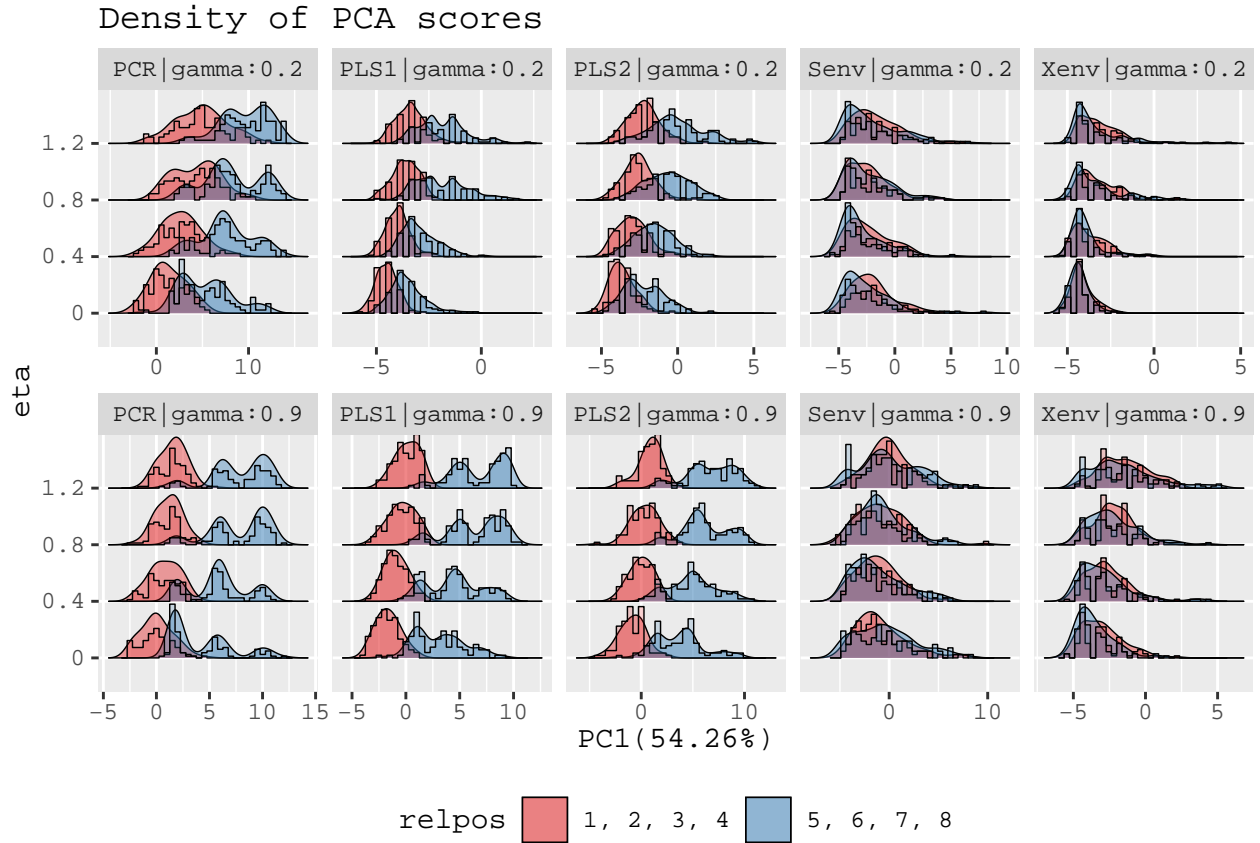 Density of PCA scores
PCR|gamma:0.2 PLS1|gamma:0.2 PLS2|gamma:0.2 Senv|gamma:0.2 Xenv|gamma:0.2
1.2
0.8
0.4
0
0 10 −5 0 −5 0 5 −5 0 5 10 −5 0 5
eta
PCR|gamma:0.9 PLS1|gamma:0.9 PLS2|gamma:0.9 Senv|gamma:0.9 Xenv|gamma:0.9
1.2
0.8
0.4
0
−5 0 5 10 15 −5 0 5 10 0 10 0 10 −5 0 5
PC1(54.26%)
relpos 1, 2, 3, 4 5, 6, 7, 8